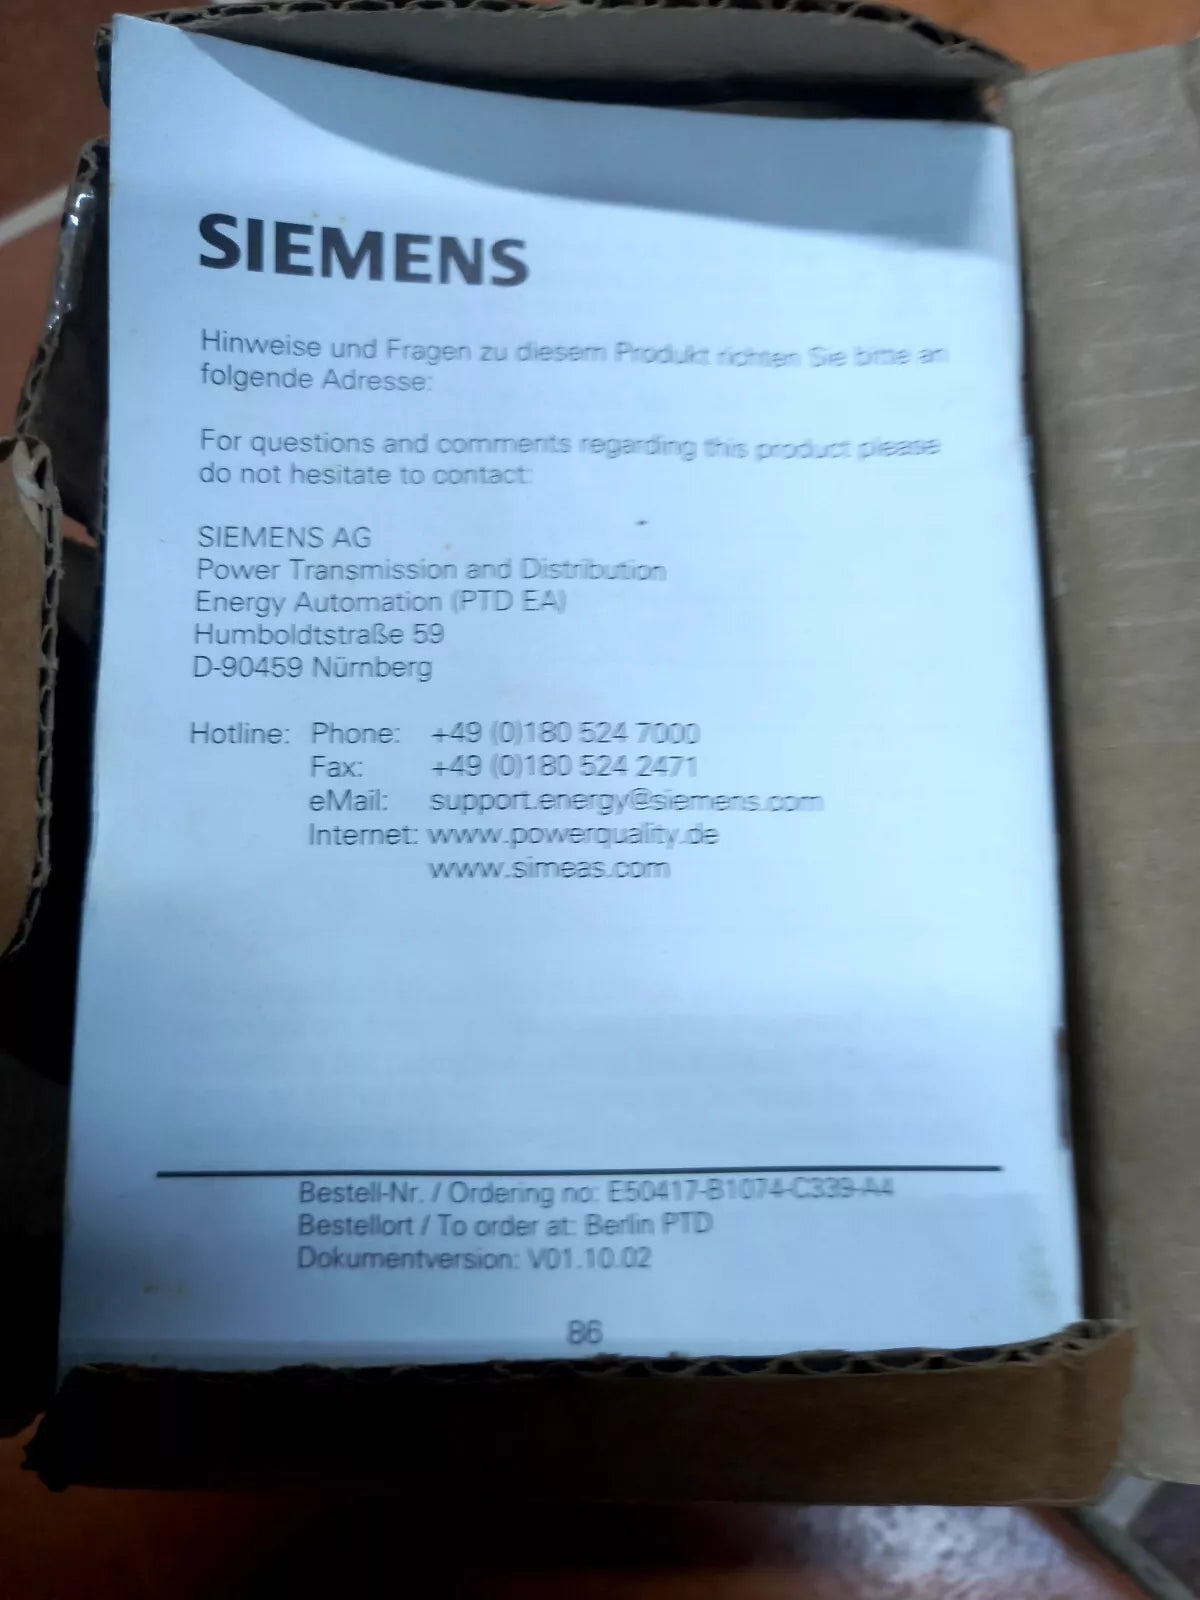 SIEMENS
Hinweise und Fragen zu diesem Produkt richten Sie bitte an
folgende Adresse:
For questions and comments regarding this product please
do not hesitate to contact:
SIEMENS AG
Power Transmission and Distribution
Energy Automation (PTD EA)
Humboldtstraße 59
D-90459 Nürnberg
Hotline: Phone: +49 (0)180 524 7000
Fax: +49 (0)180 524 2471
eMail: support.energy@siemens.com
Internet: www.powerquality.de
www.simeas.com
Bestell-Nr. / Ordering no: E50417-B1074-C339-A4
Bestellort / To order at: Berlin PTD
Dokumentversion: V01.10.02
86